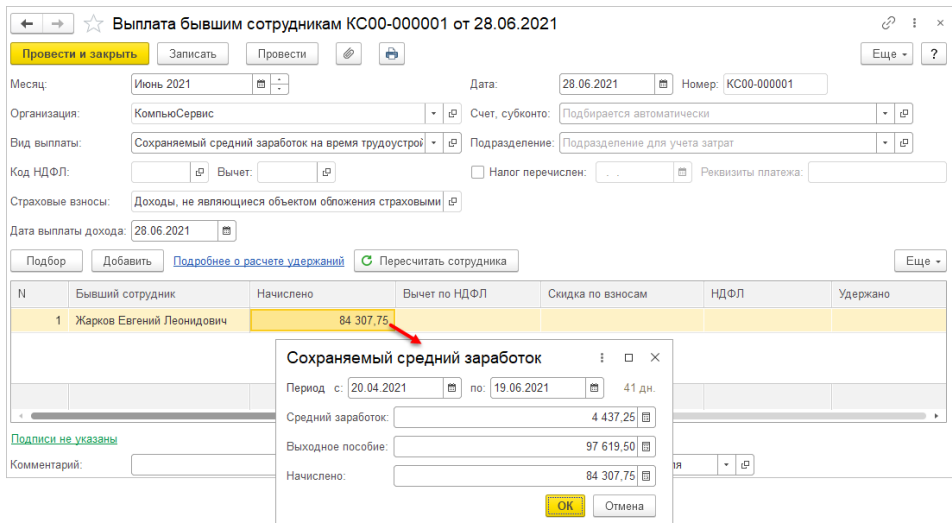 Выплата бывшим сотрудникам КС00-000001 от 28.06.2021
Провести и закрыть Записать Провести Еще ?
Месяц: Июнь 2021 Дата: 28.06.2021 Номер: КС00-000001
Организация: КомпьюСервис Счет, субконто: Подбирается автоматически
Вид выплаты: Сохраняемый средний заработок на время трудоустрой Подразделение: Подразделение для учета затрат
Код НДФЛ: Вычет: Налог перечислен: . . Реквизиты платежа:
Страховые взносы: Доходы, не являющиеся объектом обложения страховыми
Дата выплаты дохода: 28.06.2021
Подбор Добавить Подробнее о расчете удержаний Пересчитать сотрудника Еще
N Бывший сотрудник Начислено Вычет по НДФЛ Скидка по взносам НДФЛ Удержано
1 Жарков Евгений Леонидович 84 307,75
Сохраняемый средний заработок
Период с: 20.04.2021 по: 19.06.2021 41 дн.
Средний заработок: 4 437,25
Выходное пособие: 97 619,50
Начислено: 84 307,75
ОК Отмена
Подписи не указаны
Комментарий: ия